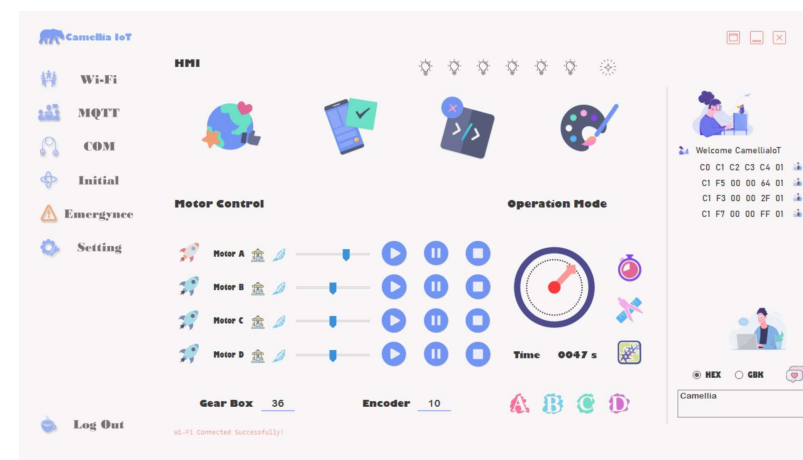 Camellia IoT
Wi-Fi
MQTT
COM
Initial
Emergynce
Setting
Log Out
HMI
Motor Control
Motor A
Motor B
Motor C
Motor D
Gear Box 36
Encoder 10
Wi-Fi Connected Successfully!
Operation Mode
Time 0047 s
A B C D
Welcome CamelliaIoT
C0 C1 C2 C3 C4 01
C1 F5 00 00 64 01
C1 F3 00 00 2F 01
C1 F7 00 00 FF 01
HEX GBK
Camellia